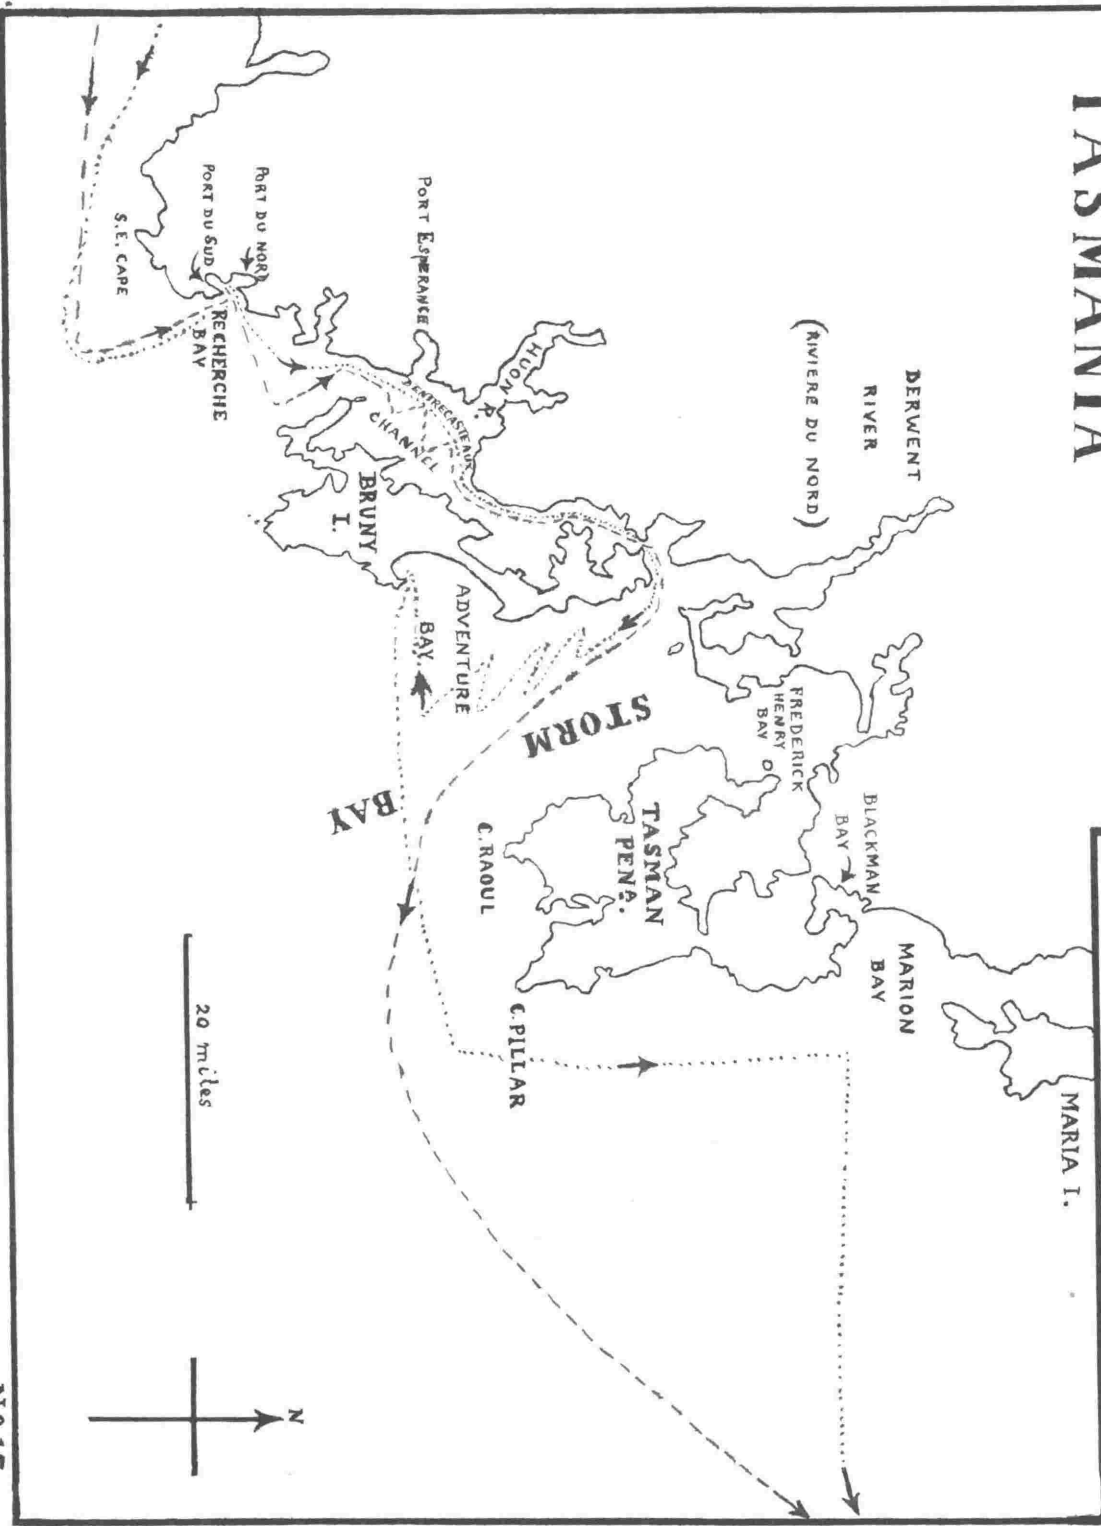 TASMANIA
MARIA I.
DERWENT
RIVER
(RIVIERE DU NORD)
MARION
BAY
BLACKMAN
BAY
FREDERICK
HENRY
BAY
HUON R.
PORT ESPERANCE
TASMAN
PENA.
STORM
BAY
D'ENTRECASTEAUX
CHANNEL
C. RAOUL
C. PILLAR
ADVENTURE
BAY
BRUNY
I.
PORT DU NORD
PORT DU SUD
RECHERCHE
BAY
S.E. CAPE
20 miles
N